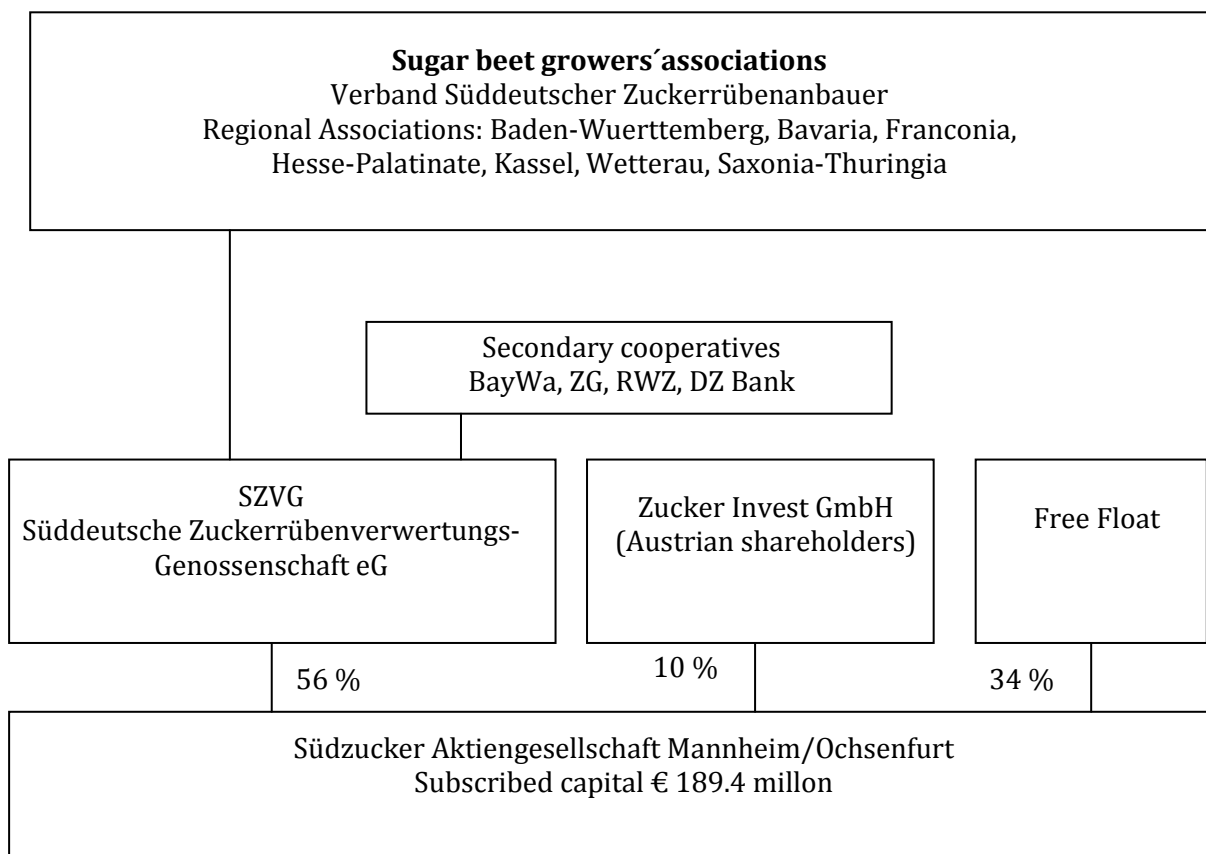 Sugar beet growers´associations
Verband Süddeutscher Zuckerrübenanbauer
Regional Associations: Baden-Wuerttemberg, Bavaria, Franconia,
Hesse-Palatinate, Kassel, Wetterau, Saxonia-Thuringia
Secondary cooperatives
BayWa, ZG, RWZ, DZ Bank
SZVG
Süddeutsche Zuckerrübenverwertungs-
Genossenschaft eG
Zucker Invest GmbH
(Austrian shareholders)
Free Float
56 %
10 %
34 %
Südzucker Aktiengesellschaft Mannheim/Ochsenfurt
Subscribed capital € 189.4 millon